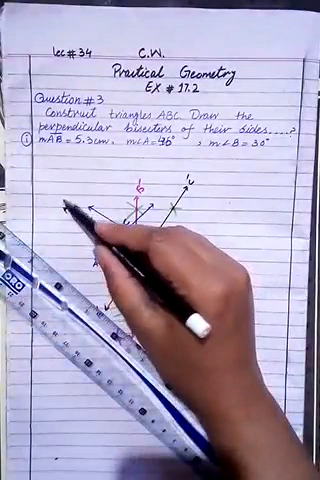 Lec # 34 C.W.
Practical Geometry
EX # 17.2
Question # 3
Construct triangles ABC. Draw the
perpendicular bisectors of their sides....?
(i) mAB = 5.3cm, m∠A = 45° , m∠B = 30°